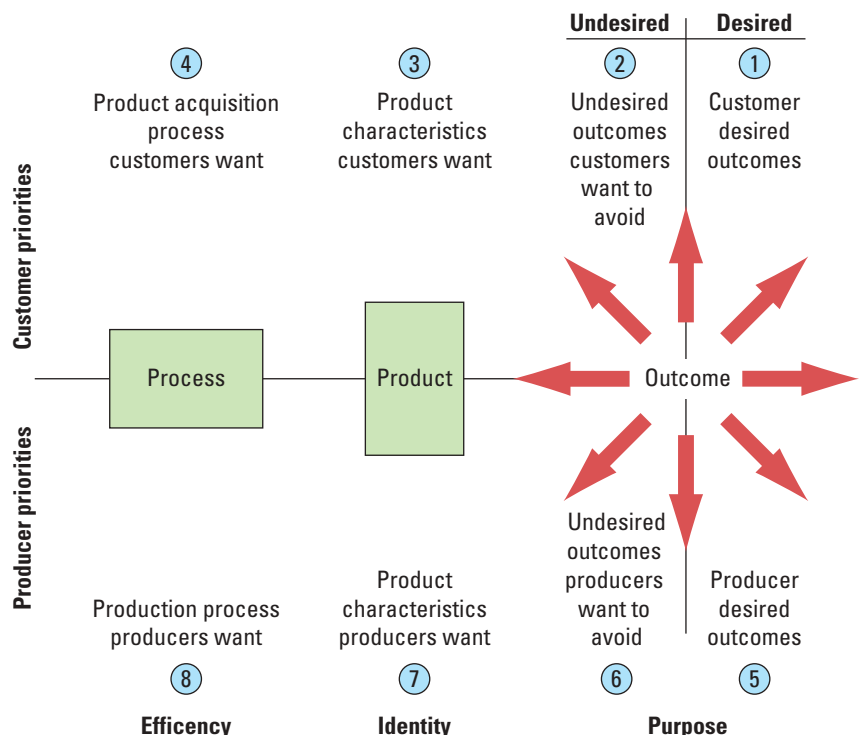 Undesired Desired
4 3 2 1
Product acquisition
process
customers want
Product
characteristics
customers want
Undesired
outcomes
customers
want to
avoid
Customer
desired
outcomes
Customer priorities
Process
Product
Outcome
Producer priorities
Production process
producers want
Product
characteristics
producers want
Undesired
outcomes
producers
want to
avoid
Producer
desired
outcomes
8 7 6 5
Efficency Identity Purpose